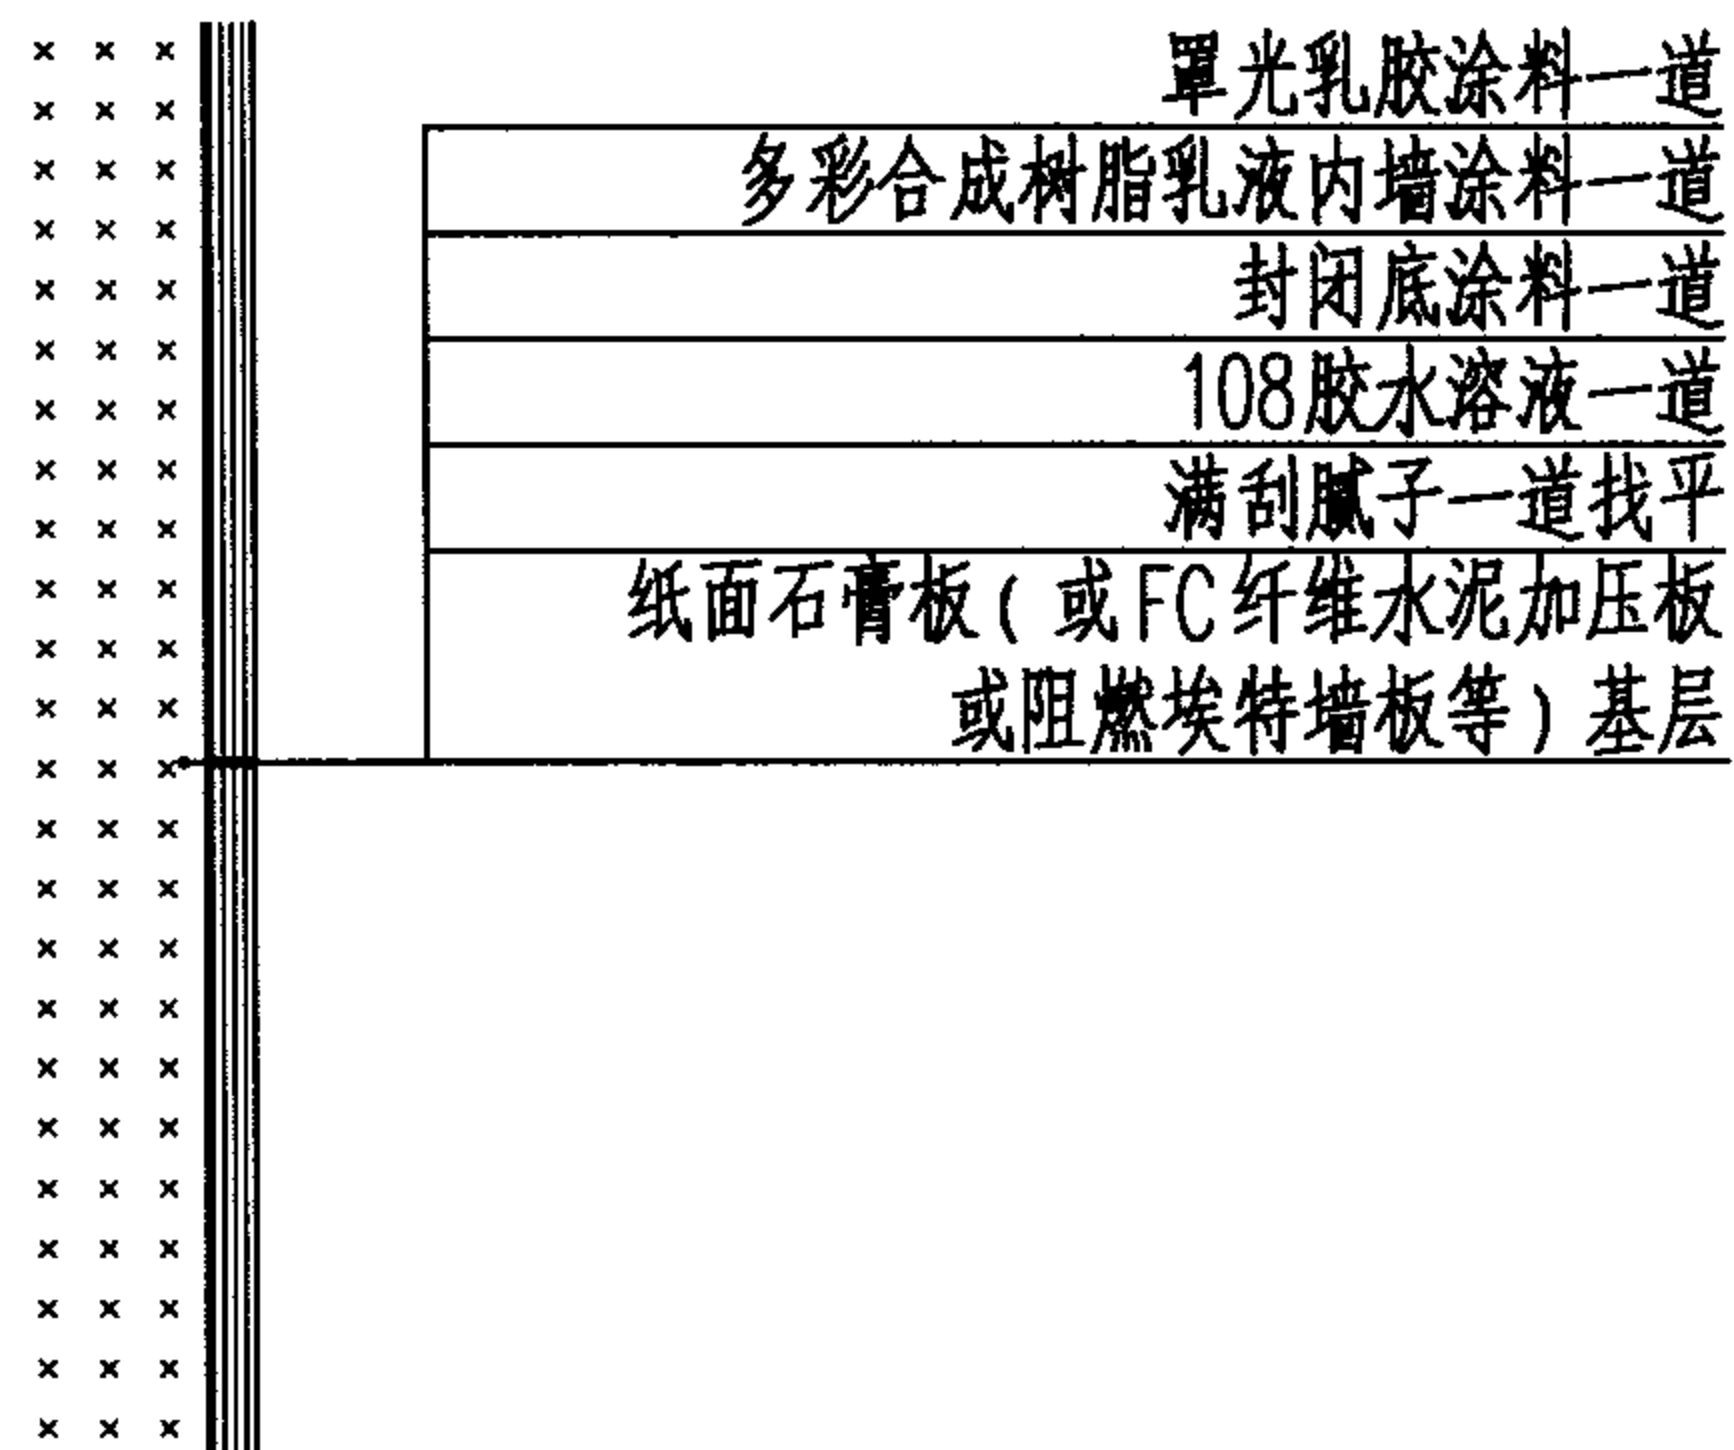 罩光乳胶涂料一道
多彩合成树脂乳液内墙涂料一道
封闭底涂料一道
108胶水溶液一道
满刮腻子一道找平
纸面石膏板(或FC纤维水泥加压板
或阻燃埃特墙板等)基层